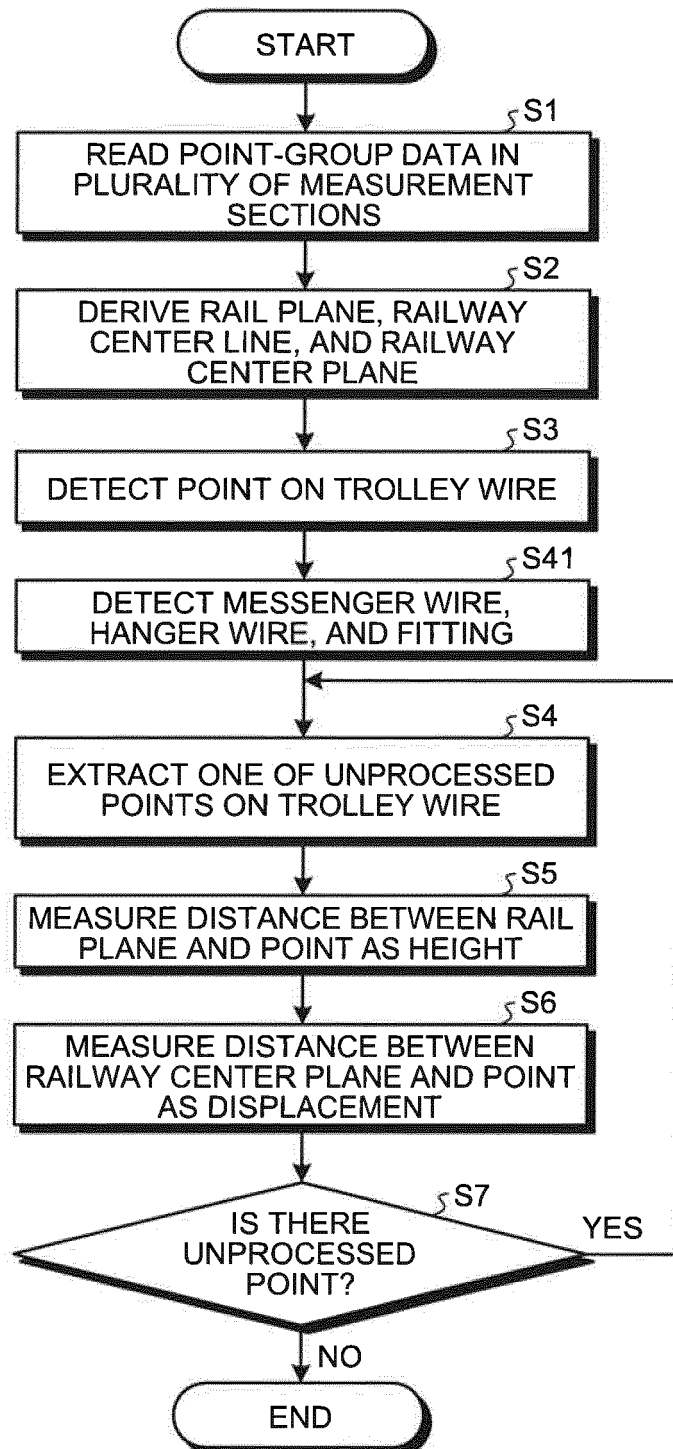 START
S1
READ POINT-GROUP DATA IN
PLURALITY OF MEASUREMENT
SECTIONS
S2
DERIVE RAIL PLANE, RAILWAY
CENTER LINE, AND RAILWAY
CENTER PLANE
S3
DETECT POINT ON TROLLEY WIRE
S41
DETECT MESSENGER WIRE,
HANGER WIRE, AND FITTING
S4
EXTRACT ONE OF UNPROCESSED
POINTS ON TROLLEY WIRE
S5
MEASURE DISTANCE BETWEEN RAIL
PLANE AND POINT AS HEIGHT
S6
MEASURE DISTANCE BETWEEN
RAILWAY CENTER PLANE AND POINT
AS DISPLACEMENT
S7
IS THERE
UNPROCESSED
POINT?
YES
NO
END